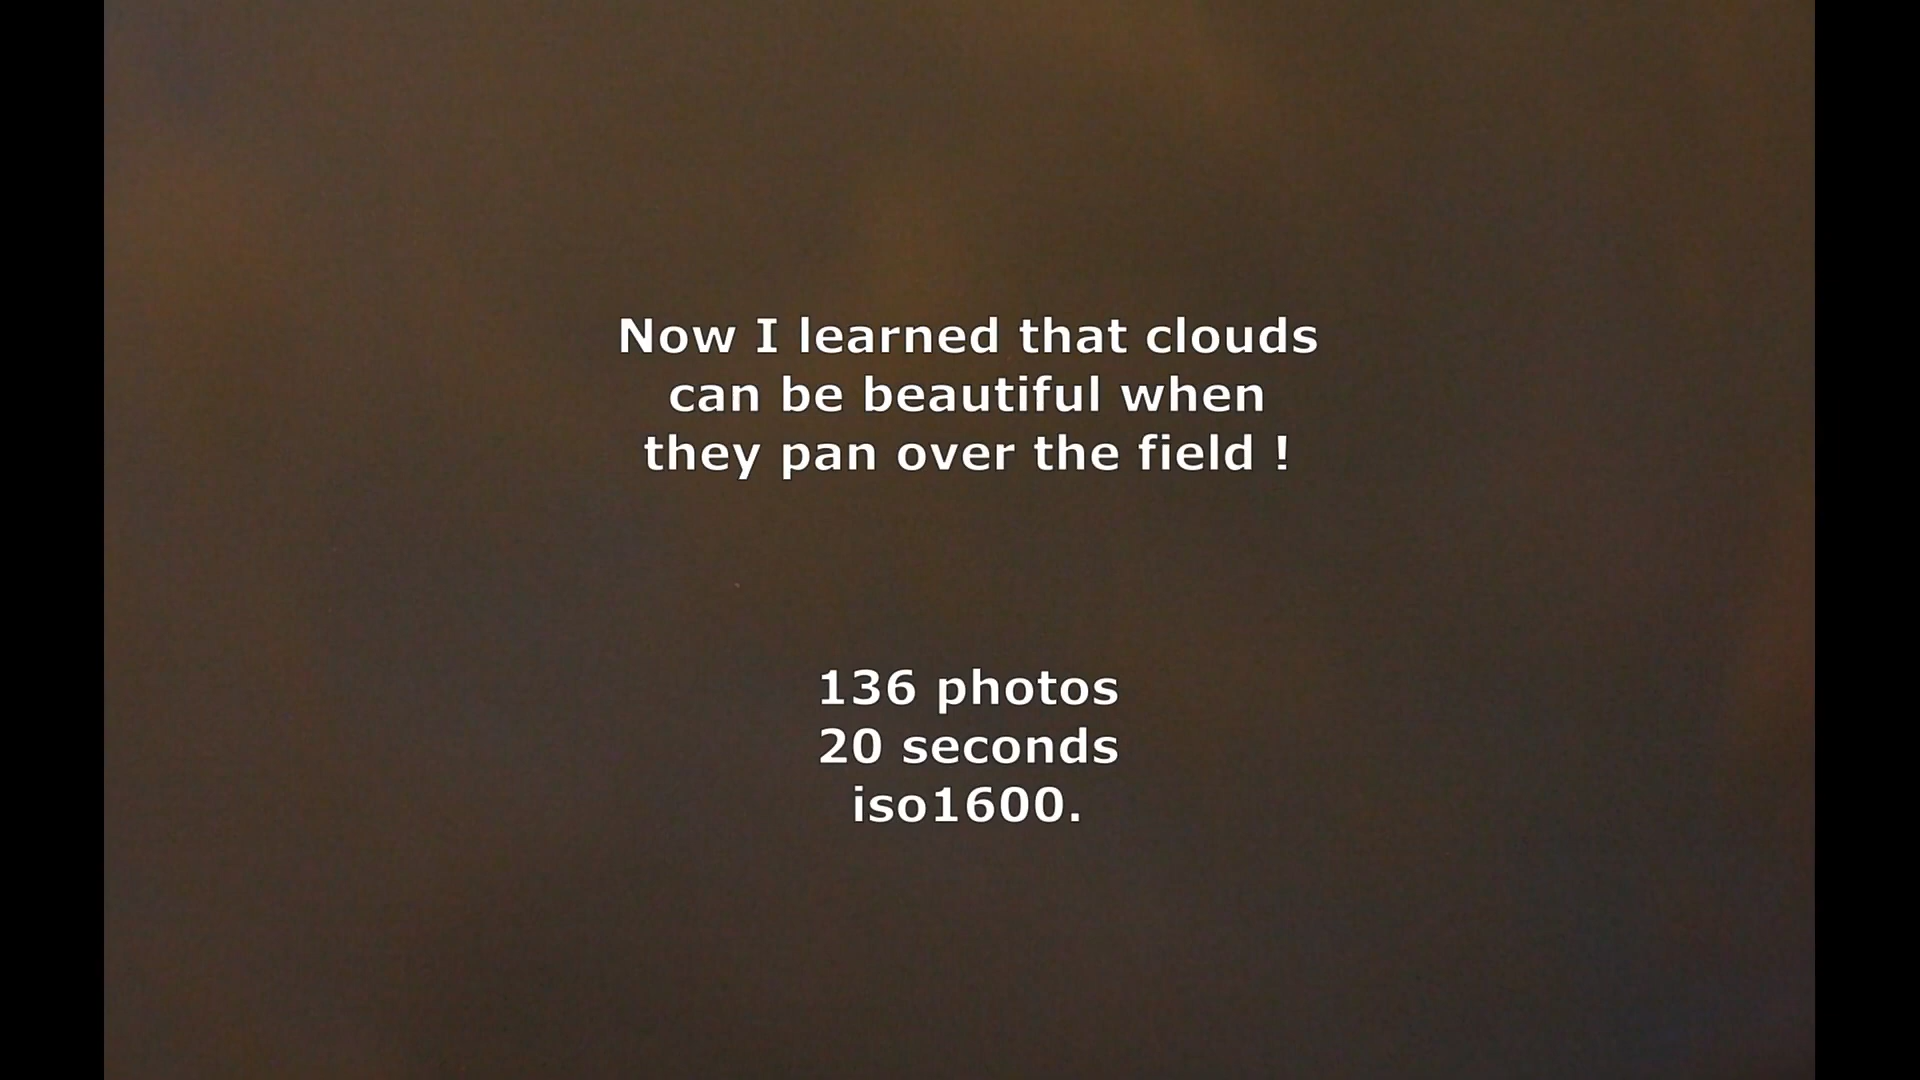 Now I learned that clouds
can be beautiful when
they pan over the field !
136 photos
20 seconds
iso1600.